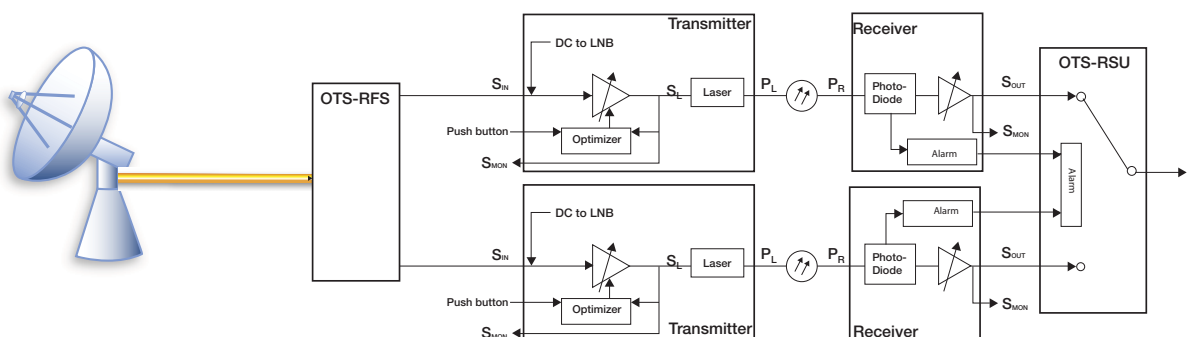 Transmitter
DC to LNB
OTS-RFS
SIN
SL
Laser
PL
PR
Push button
Optimizer
SMON
Receiver
Photo-
Diode
SOUT
SMON
Alarm
OTS-RSU
Alarm
DC to LNB
SIN
SL
Laser
PL
PR
Push button
Optimizer
SMON
Transmitter
Alarm
Photo-
Diode
SOUT
SMON
Receiver